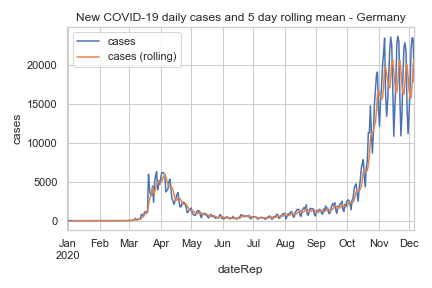 New COVID-19 daily cases and 5 day rolling mean - Germany
cases
cases (rolling)
cases
20000
15000
10000
5000
0
Jan Feb Mar Apr May Jun Jul Aug Sep Oct Nov Dec
2020
dateRep